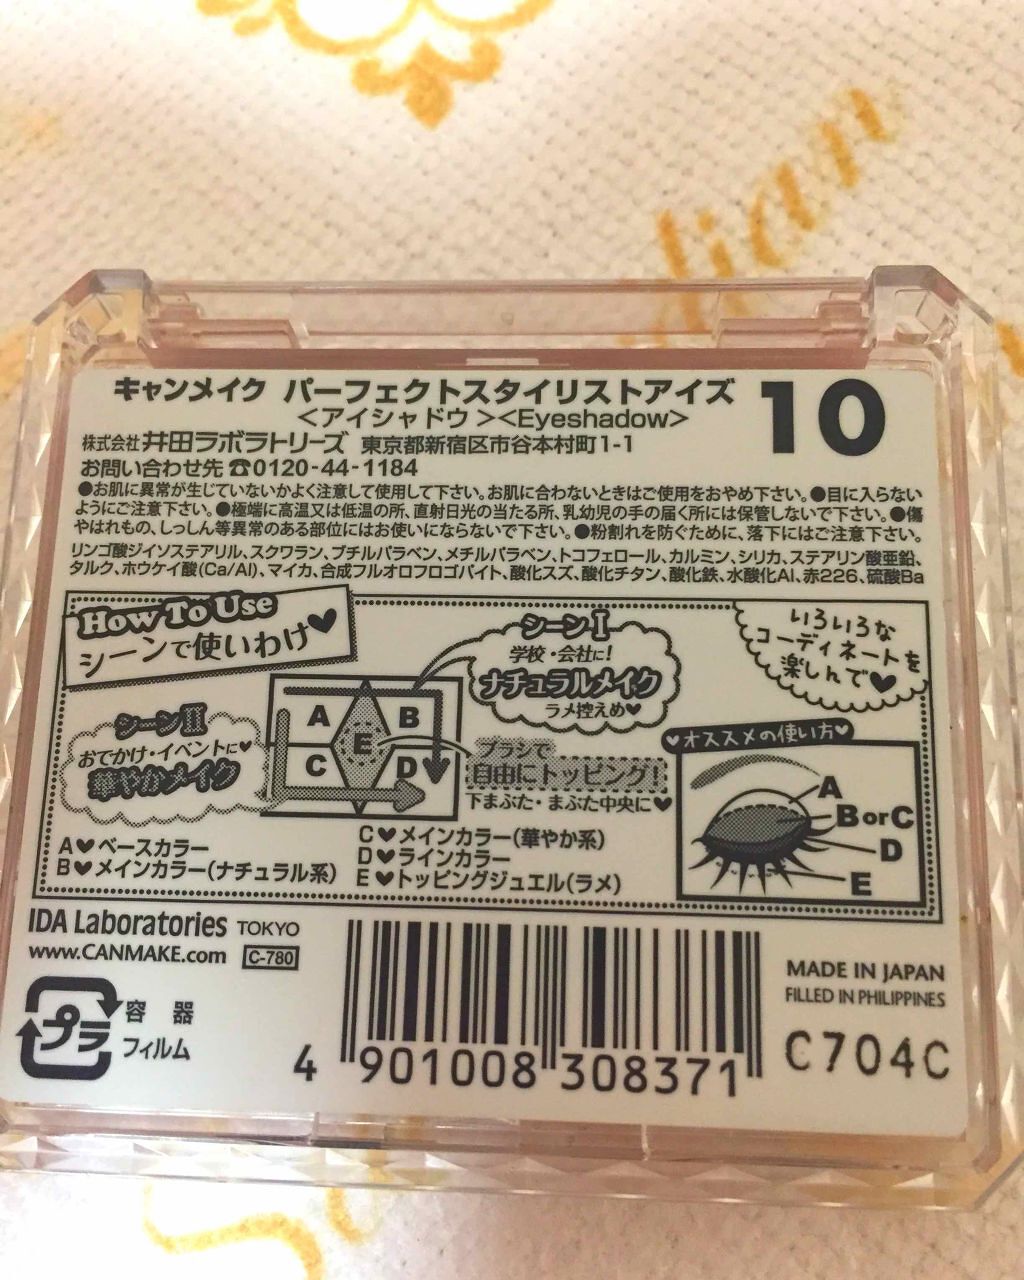 dian
キャンメイク パーフェクトスタイリストアイズ 10
<アイシャドウ><Eyeshadow>
株式会社 井田ラボラトリーズ 東京都新宿区市谷本村町1-1
お問い合わせ先☎0120-44-1184
●お肌に異常が生じていないかよく注意して使用して下さい。お肌に合わないときはご使用をおやめ下さい。●目に入らない
ようにご注意下さい。●極端に高温又は低温の所、直射日光の当たる所、乳幼児の手の届く所には保管しないで下さい。●傷
やはれもの、しっしん等異常のある部位にはお使いにならないで下さい。●粉割れを防ぐために、落下にはご注意下さい。
リンゴ酸ジイソステアリル、スクワラン、ブチルパラベン、メチルパラベン、トコフェロール、カルミン、シリカ、ステアリン酸亜鉛、
タルク、ホウケイ酸(Ca/Al)、マイカ、合成フルオロフロゴパイト、酸化スズ、酸化チタン、酸化鉄、水酸化Al、赤226、硫酸Ba
How To Use
シーンで使いわけ♥
シーンⅠ
学校・会社に!
ナチュラルメイク
ラメ控えめ♥
いろいろな
コーディネートを
楽しんで♥
シーンⅡ
おでかけ・イベントに♥
華やかメイク
A B
E
C D
ブラシで
自由にトッピング!
下まぶた・まぶた中央に♥
♥オススメの使い方♥
A
B or C
D
E
A♥ベースカラー
B♥メインカラー(ナチュラル系)
C♥メインカラー(華やか系)
D♥ラインカラー
E♥トッピングジュエル(ラメ)
IDA Laboratories TOKYO
www.CANMAKE.com C-780
プラ
容器
フィルム
4 901008 308371
MADE IN JAPAN
FILLED IN PHILIPPINES
C704C